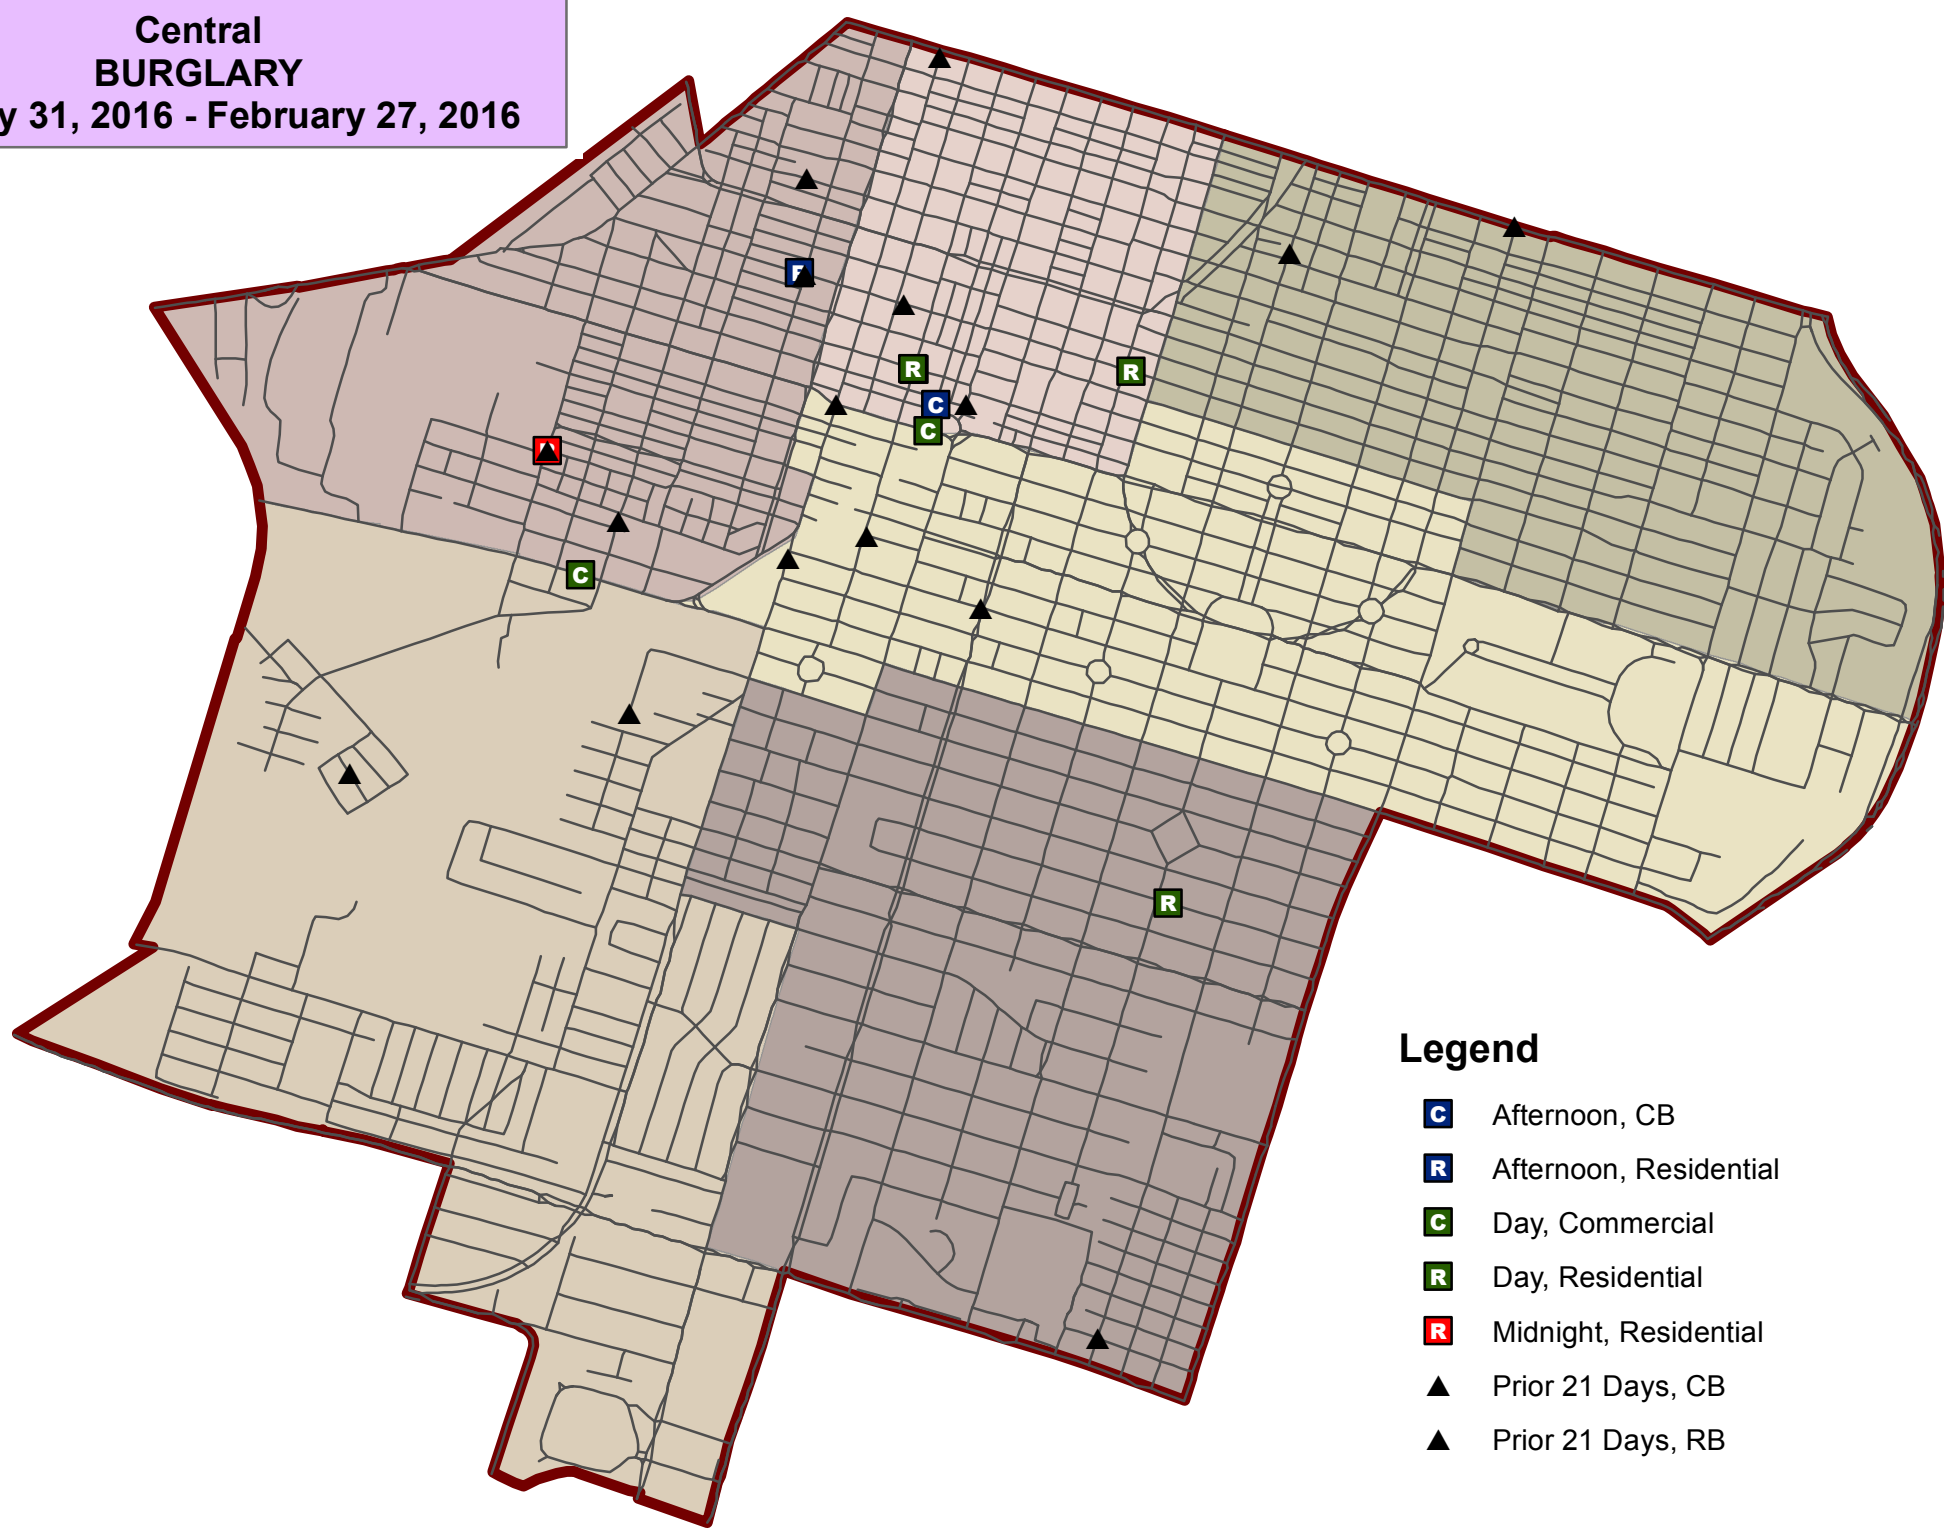 Central
BURGLARY
y 31, 2016 - February 27, 2016
R
R
C
C
C
R
Legend
C Afternoon, CB
R Afternoon, Residential
C Day, Commercial
R Day, Residential
R Midnight, Residential
Prior 21 Days, CB
Prior 21 Days, RB